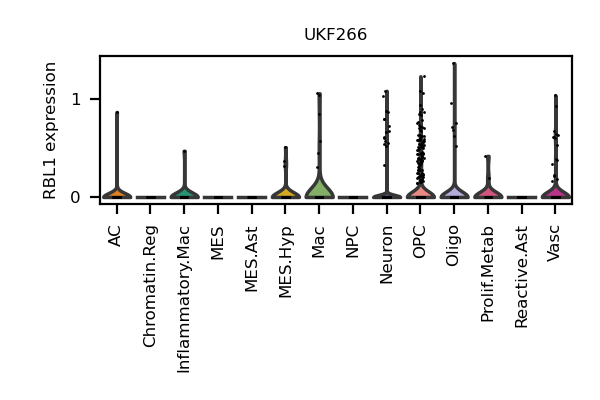 UKF266
RBL1 expression
1
0
AC
Chromatin.Reg
Inflammatory.Mac
MES
MES.Ast
MES.Hyp
Mac
NPC
Neuron
OPC
Oligo
Prolif.Metab
Reactive.Ast
Vasc